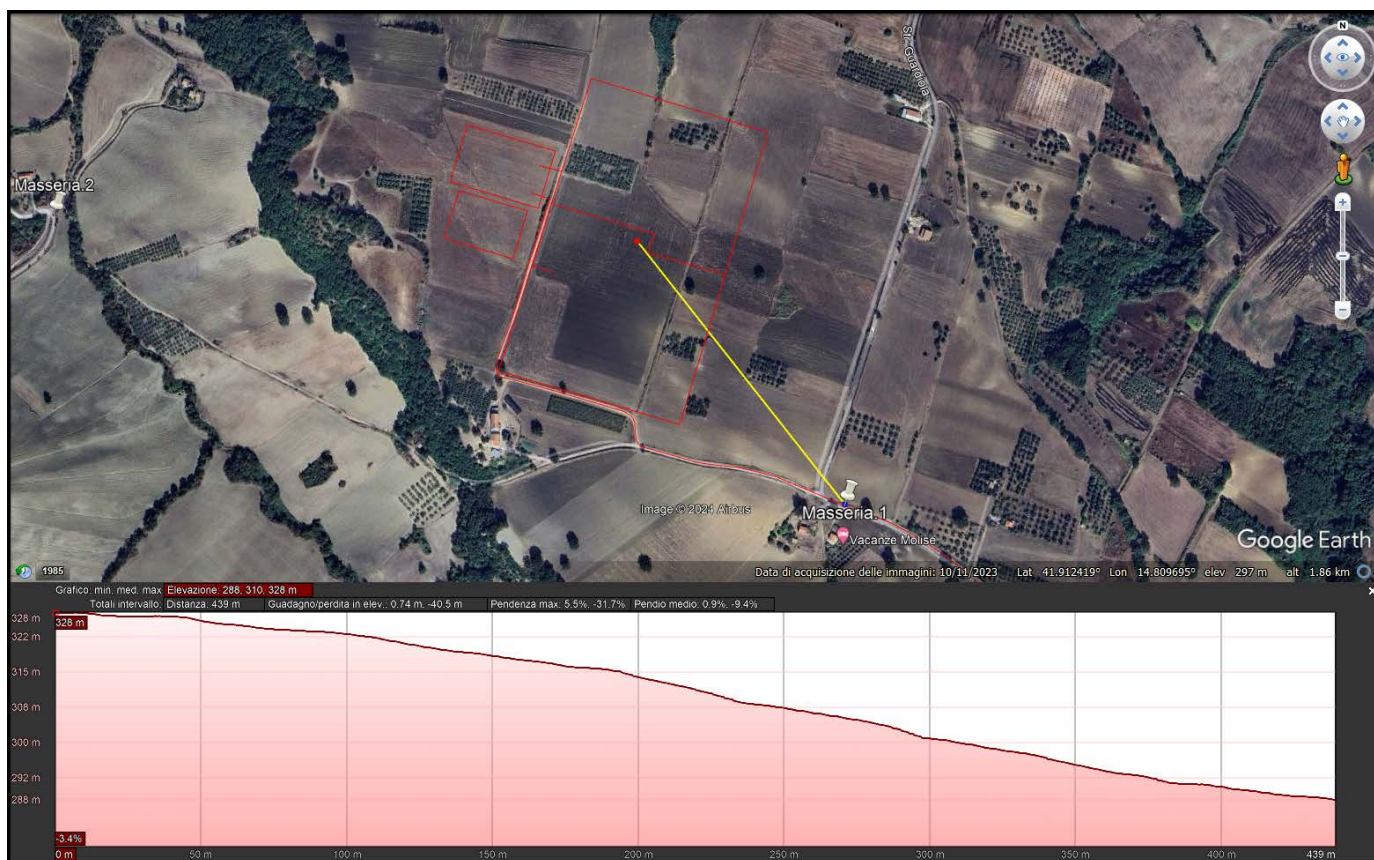 N
Str. Guardiola
Masseria.2
Masseria.1
Vacanze Molise
Image © 2024 Airbus
Google Earth
1985
Data di acquisizione delle immagini: 10/11/2023 Lat 41.912419° Lon 14.809695° elev 297 m alt 1.86 km
Grafico: min, med, max Elevazione: 288, 310, 328 m
Totali intervallo: Distanza: 439 m Guadagno/perdita in elev.: 0.74 m, -40.5 m Pendenza max: 5.5%, -31.7% Pendio medio: 0.9%, -9.4%
328 m
328 m
322 m
315 m
308 m
300 m
292 m
288 m
-3.4%
0 m 50 m 100 m 150 m 200 m 250 m 300 m 350 m 400 m 439 m